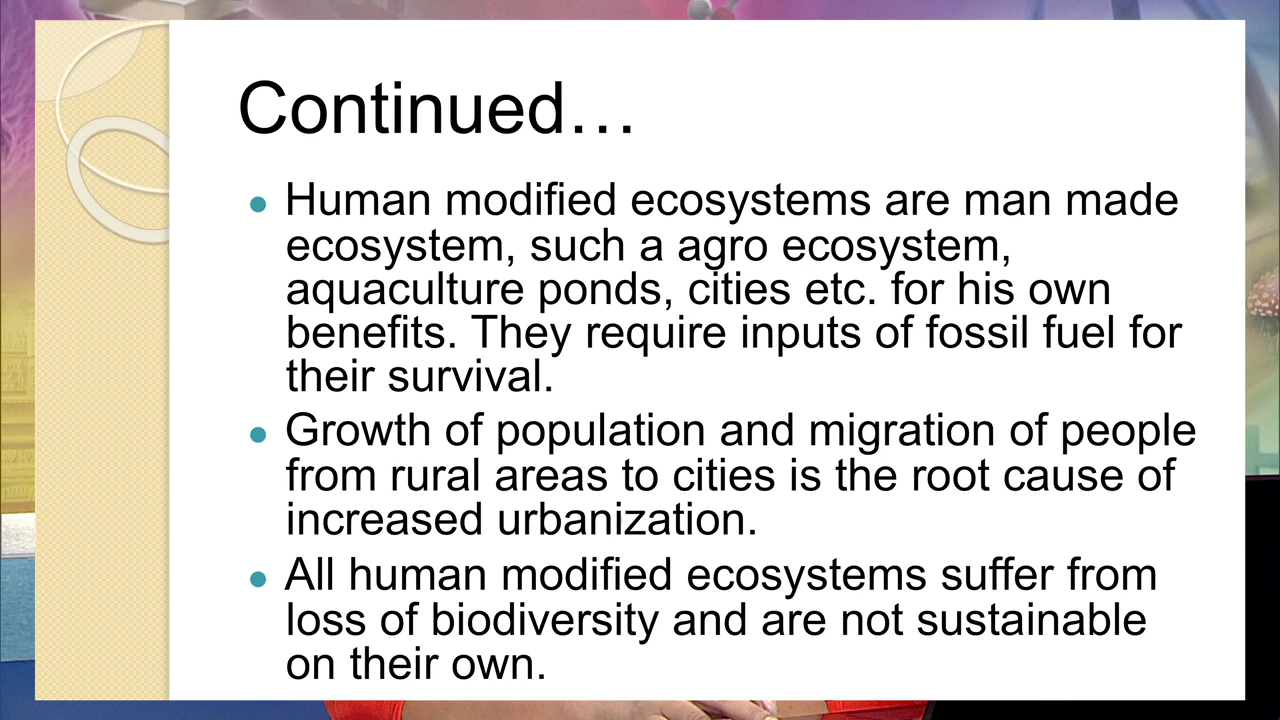 Continued…
Human modified ecosystems are man made
ecosystem, such a agro ecosystem,
aquaculture ponds, cities etc. for his own
benefits. They require inputs of fossil fuel for
their survival.
Growth of population and migration of people
from rural areas to cities is the root cause of
increased urbanization.
All human modified ecosystems suffer from
loss of biodiversity and are not sustainable
on their own.